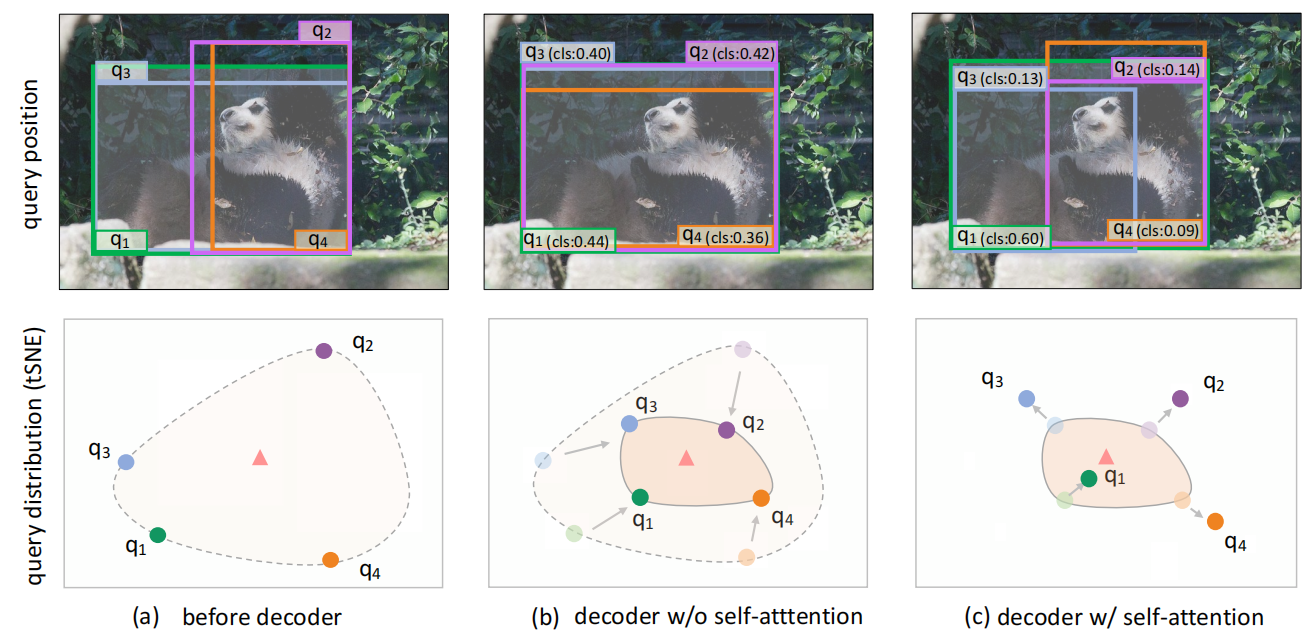 query position
q2
q3
q1
q4
q3 (cls:0.40)
q2 (cls:0.42)
q1 (cls:0.44)
q4 (cls:0.36)
q3 (cls:0.13)
q2 (cls:0.14)
q1 (cls:0.60)
q4 (cls:0.09)
query distribution (tSNE)
q2
q3
q1
q4
q3
q2
q1
q4
q3
q2
q1
q4
(a) before decoder
(b) decoder w/o self-atttention
(c) decoder w/ self-attention